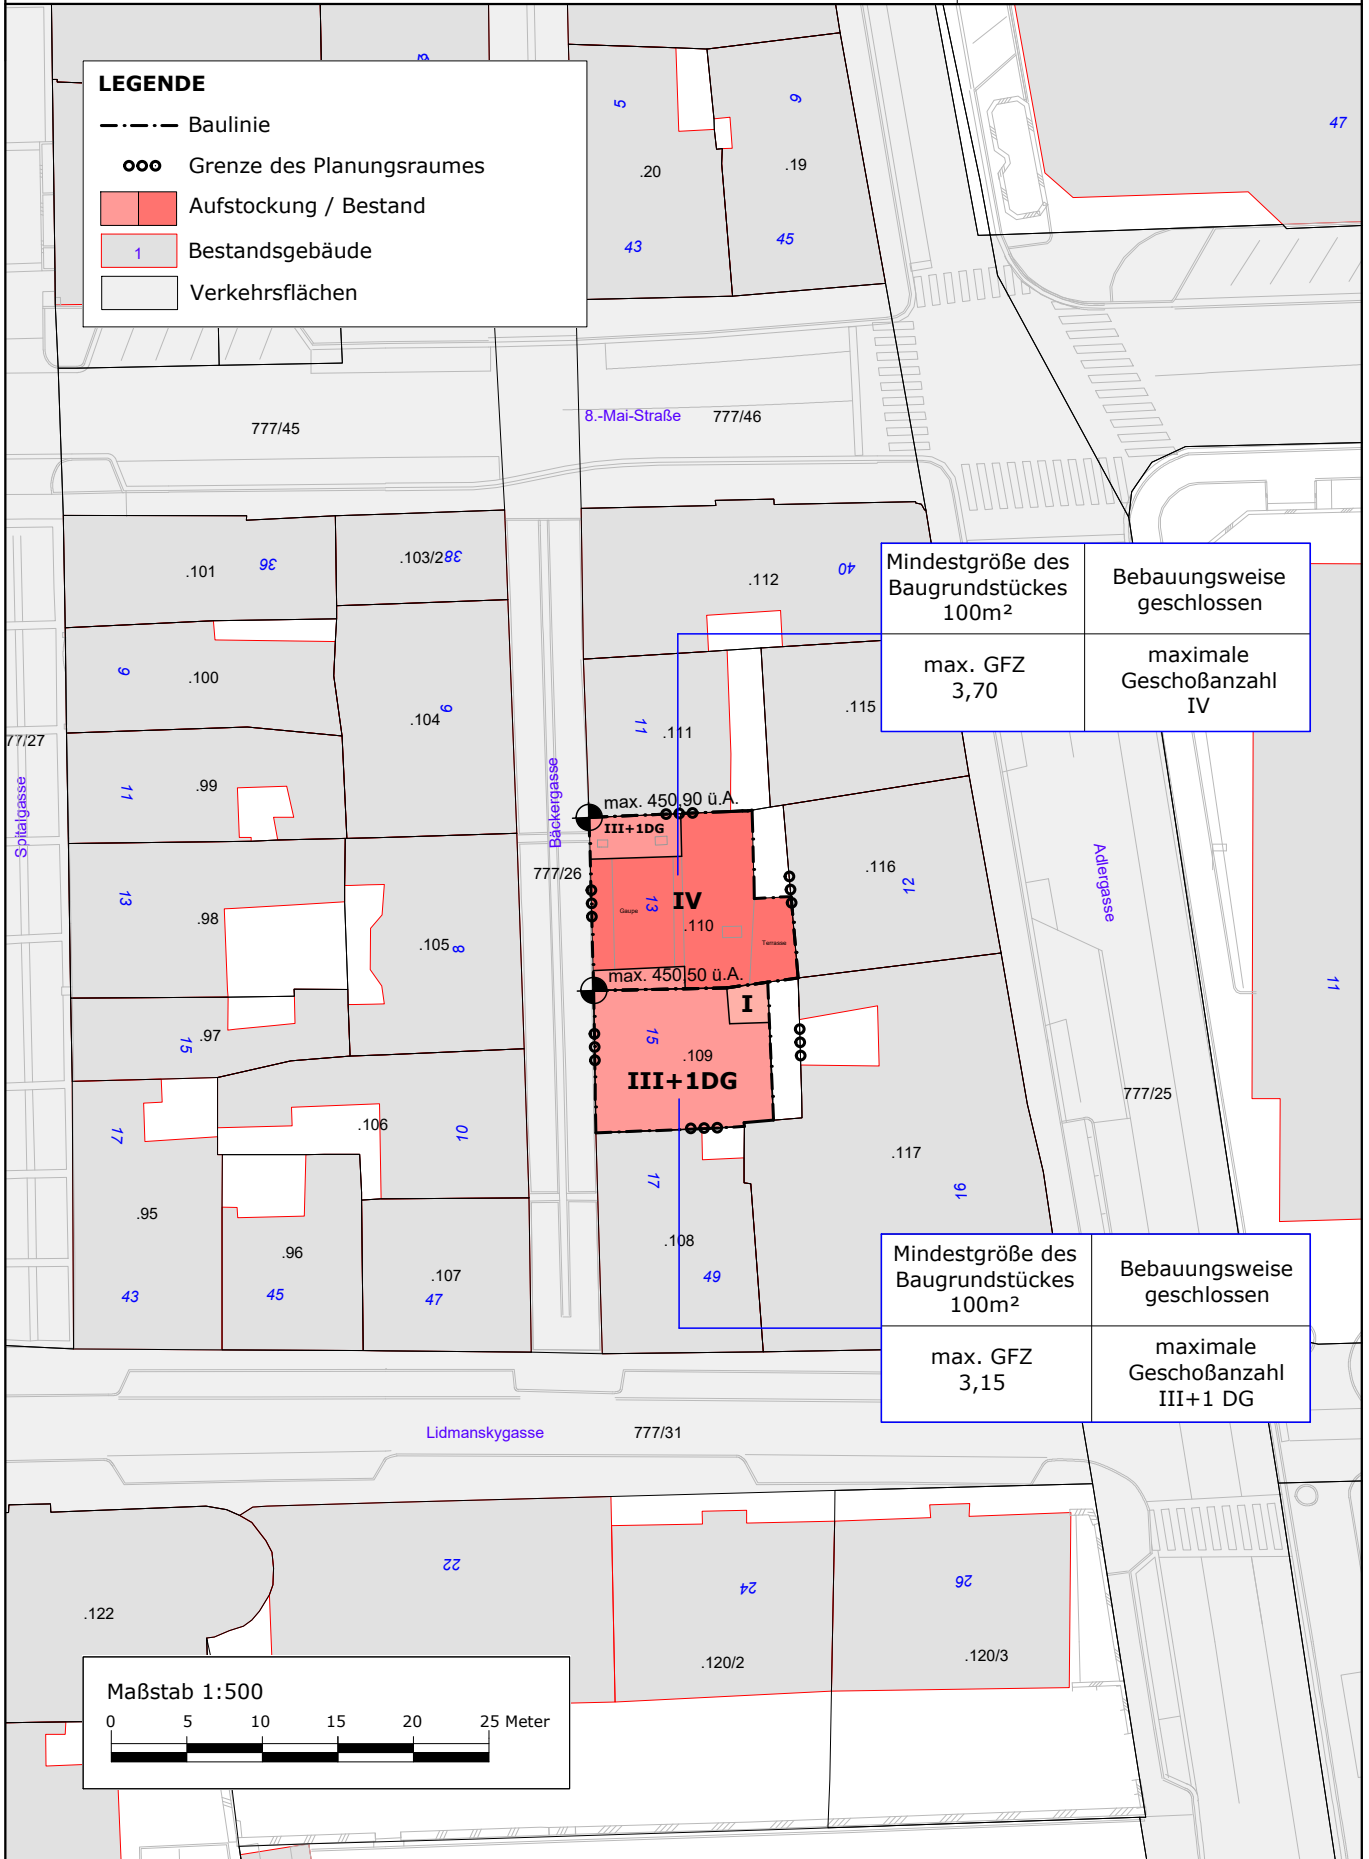 LEGENDE
Baulinie
Grenze des Planungsraumes
Aufstockung / Bestand
1
Bestandsgebäude
Verkehrsflächen
5
9
47
.20
.19
43
45
777/45
8.-Mai-Straße
777/46
.101
36
.103/2
38
.112
40
Mindestgröße des
Baugrundstückes
100m²
Bebauungsweise
geschlossen
max. GFZ
3,70
maximale
Geschoßanzahl
IV
9
.100
.104
6
11
.111
.115
77/27
Spitalgasse
11
.99
Bäckergasse
max. 450,90 ü.A.
III+1DG
777/26
13
.98
.105
8
Gaupe
13
IV
.110
Terrasse
.116
12
Adlergasse
max. 450,50 ü.A.
I
11
15
.97
15
.109
III+1DG
777/25
17
.106
10
17
.117
16
.95
.96
.107
.108
43
45
47
49
Mindestgröße des
Baugrundstückes
100m²
Bebauungsweise
geschlossen
max. GFZ
3,15
maximale
Geschoßanzahl
III+1 DG
Lidmanskygasse
777/31
22
24
26
.122
.120/2
.120/3
Maßstab 1:500
0 5 10 15 20 25 Meter